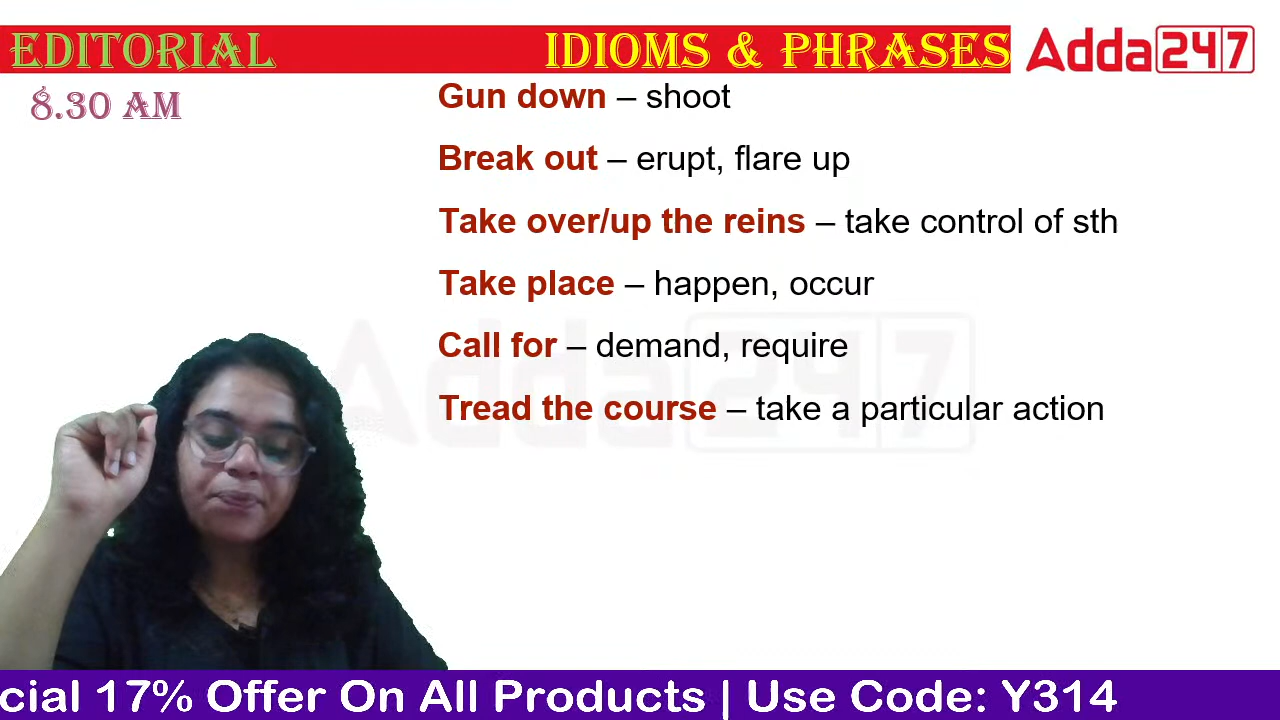 EDITORIAL IDIOMS & PHRASES Adda247
8.30 AM
Gun down – shoot
Break out – erupt, flare up
Take over/up the reins – take control of sth
Take place – happen, occur
Call for – demand, require
Tread the course – take a particular action
Adda247
cial 17% Offer On All Products | Use Code: Y314